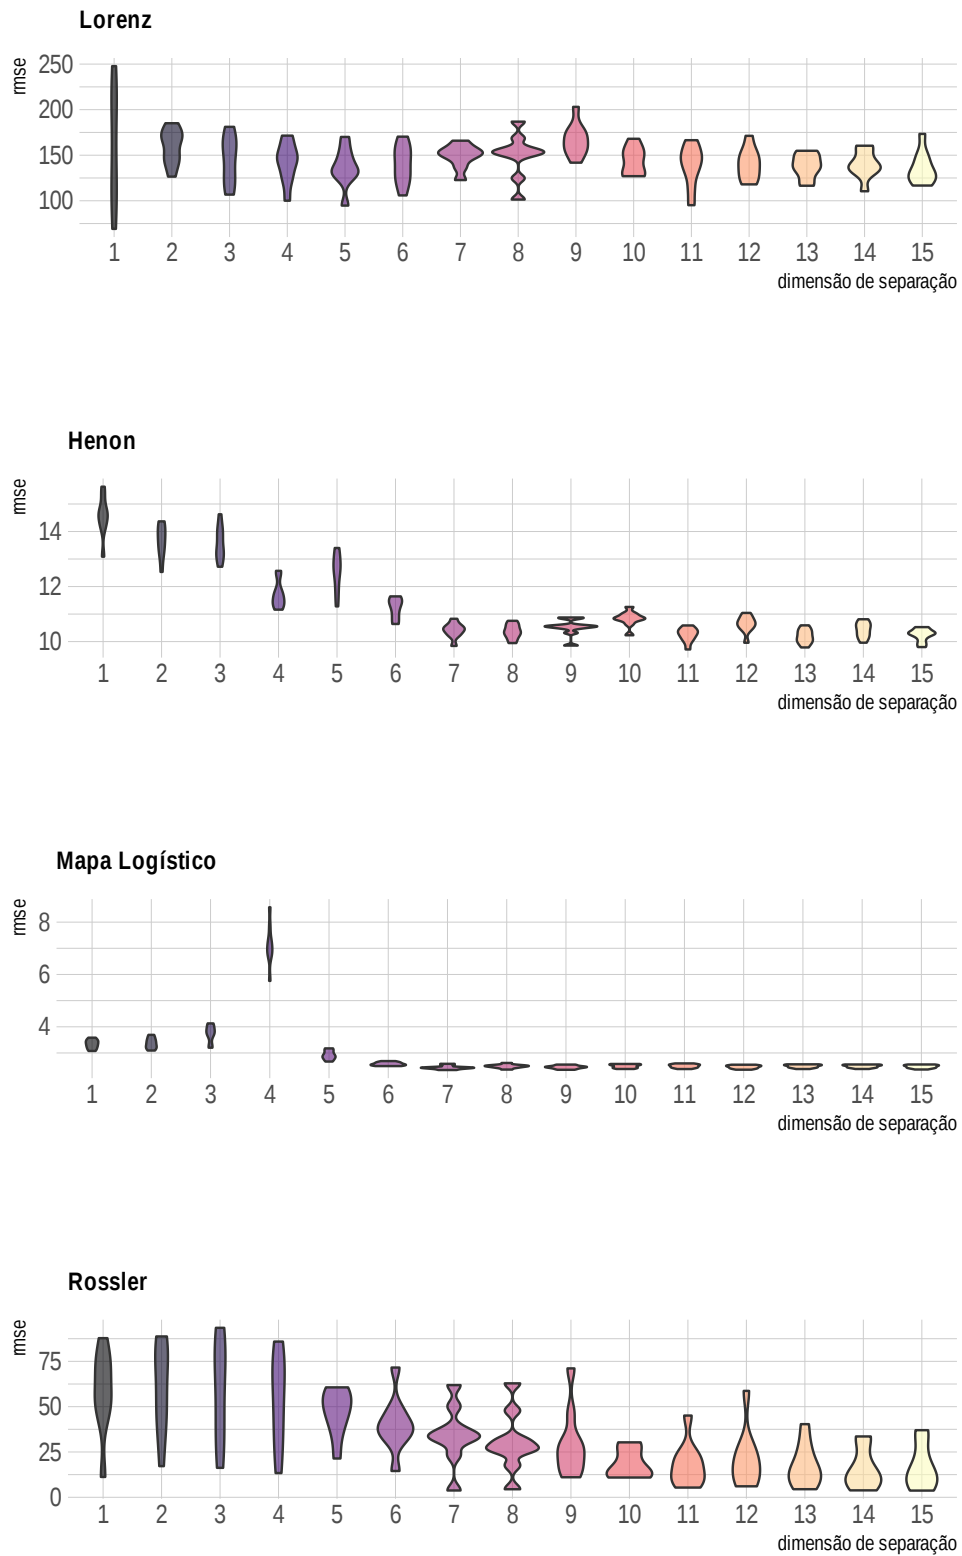 Lorenz
rmse
250
200
150
100
1 2 3 4 5 6 7 8 9 10 11 12 13 14 15
dimensão de separação
Henon
rmse
14
12
10
1 2 3 4 5 6 7 8 9 10 11 12 13 14 15
dimensão de separação
Mapa Logístico
rmse
8
6
4
1 2 3 4 5 6 7 8 9 10 11 12 13 14 15
dimensão de separação
Rossler
rmse
75
50
25
0
1 2 3 4 5 6 7 8 9 10 11 12 13 14 15
dimensão de separação